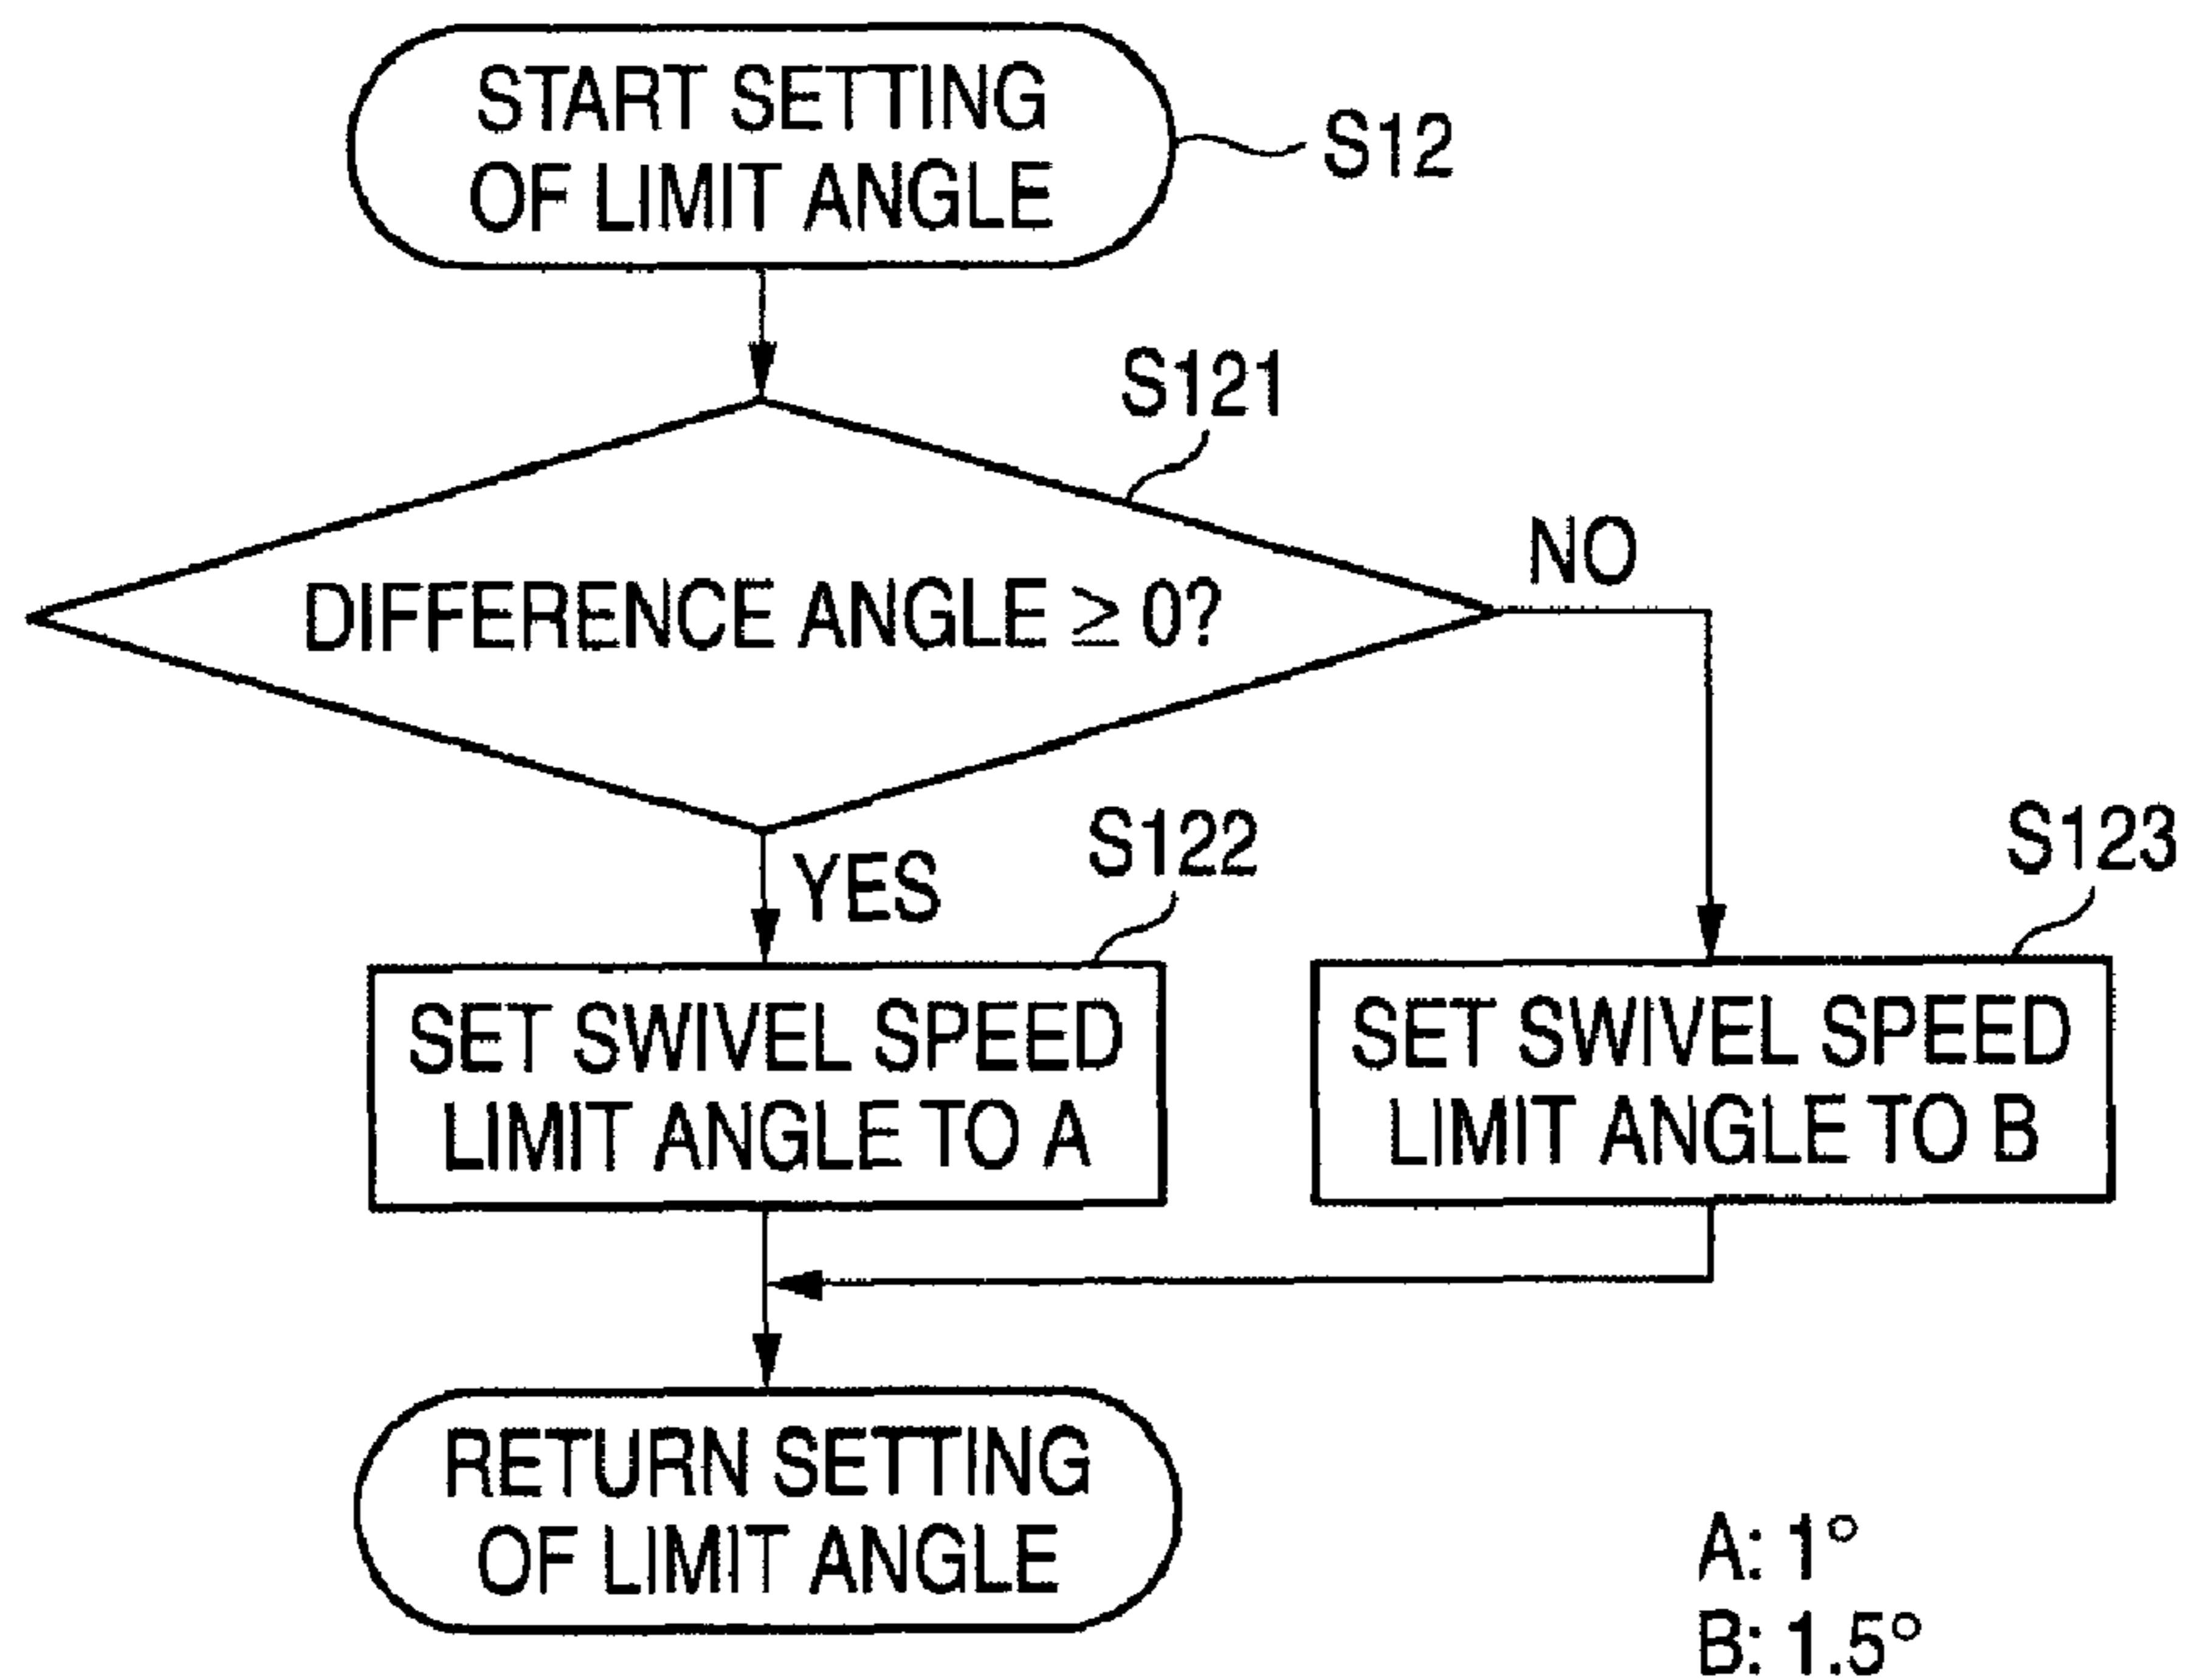 START SETTING
OF LIMIT ANGLE
S12
S121
DIFFERENCE ANGLE ≧ 0?
NO
YES
S122
SET SWIVEL SPEED
LIMIT ANGLE TO A
S123
SET SWIVEL SPEED
LIMIT ANGLE TO B
RETURN SETTING
OF LIMIT ANGLE
A: 1°
B: 1.5°